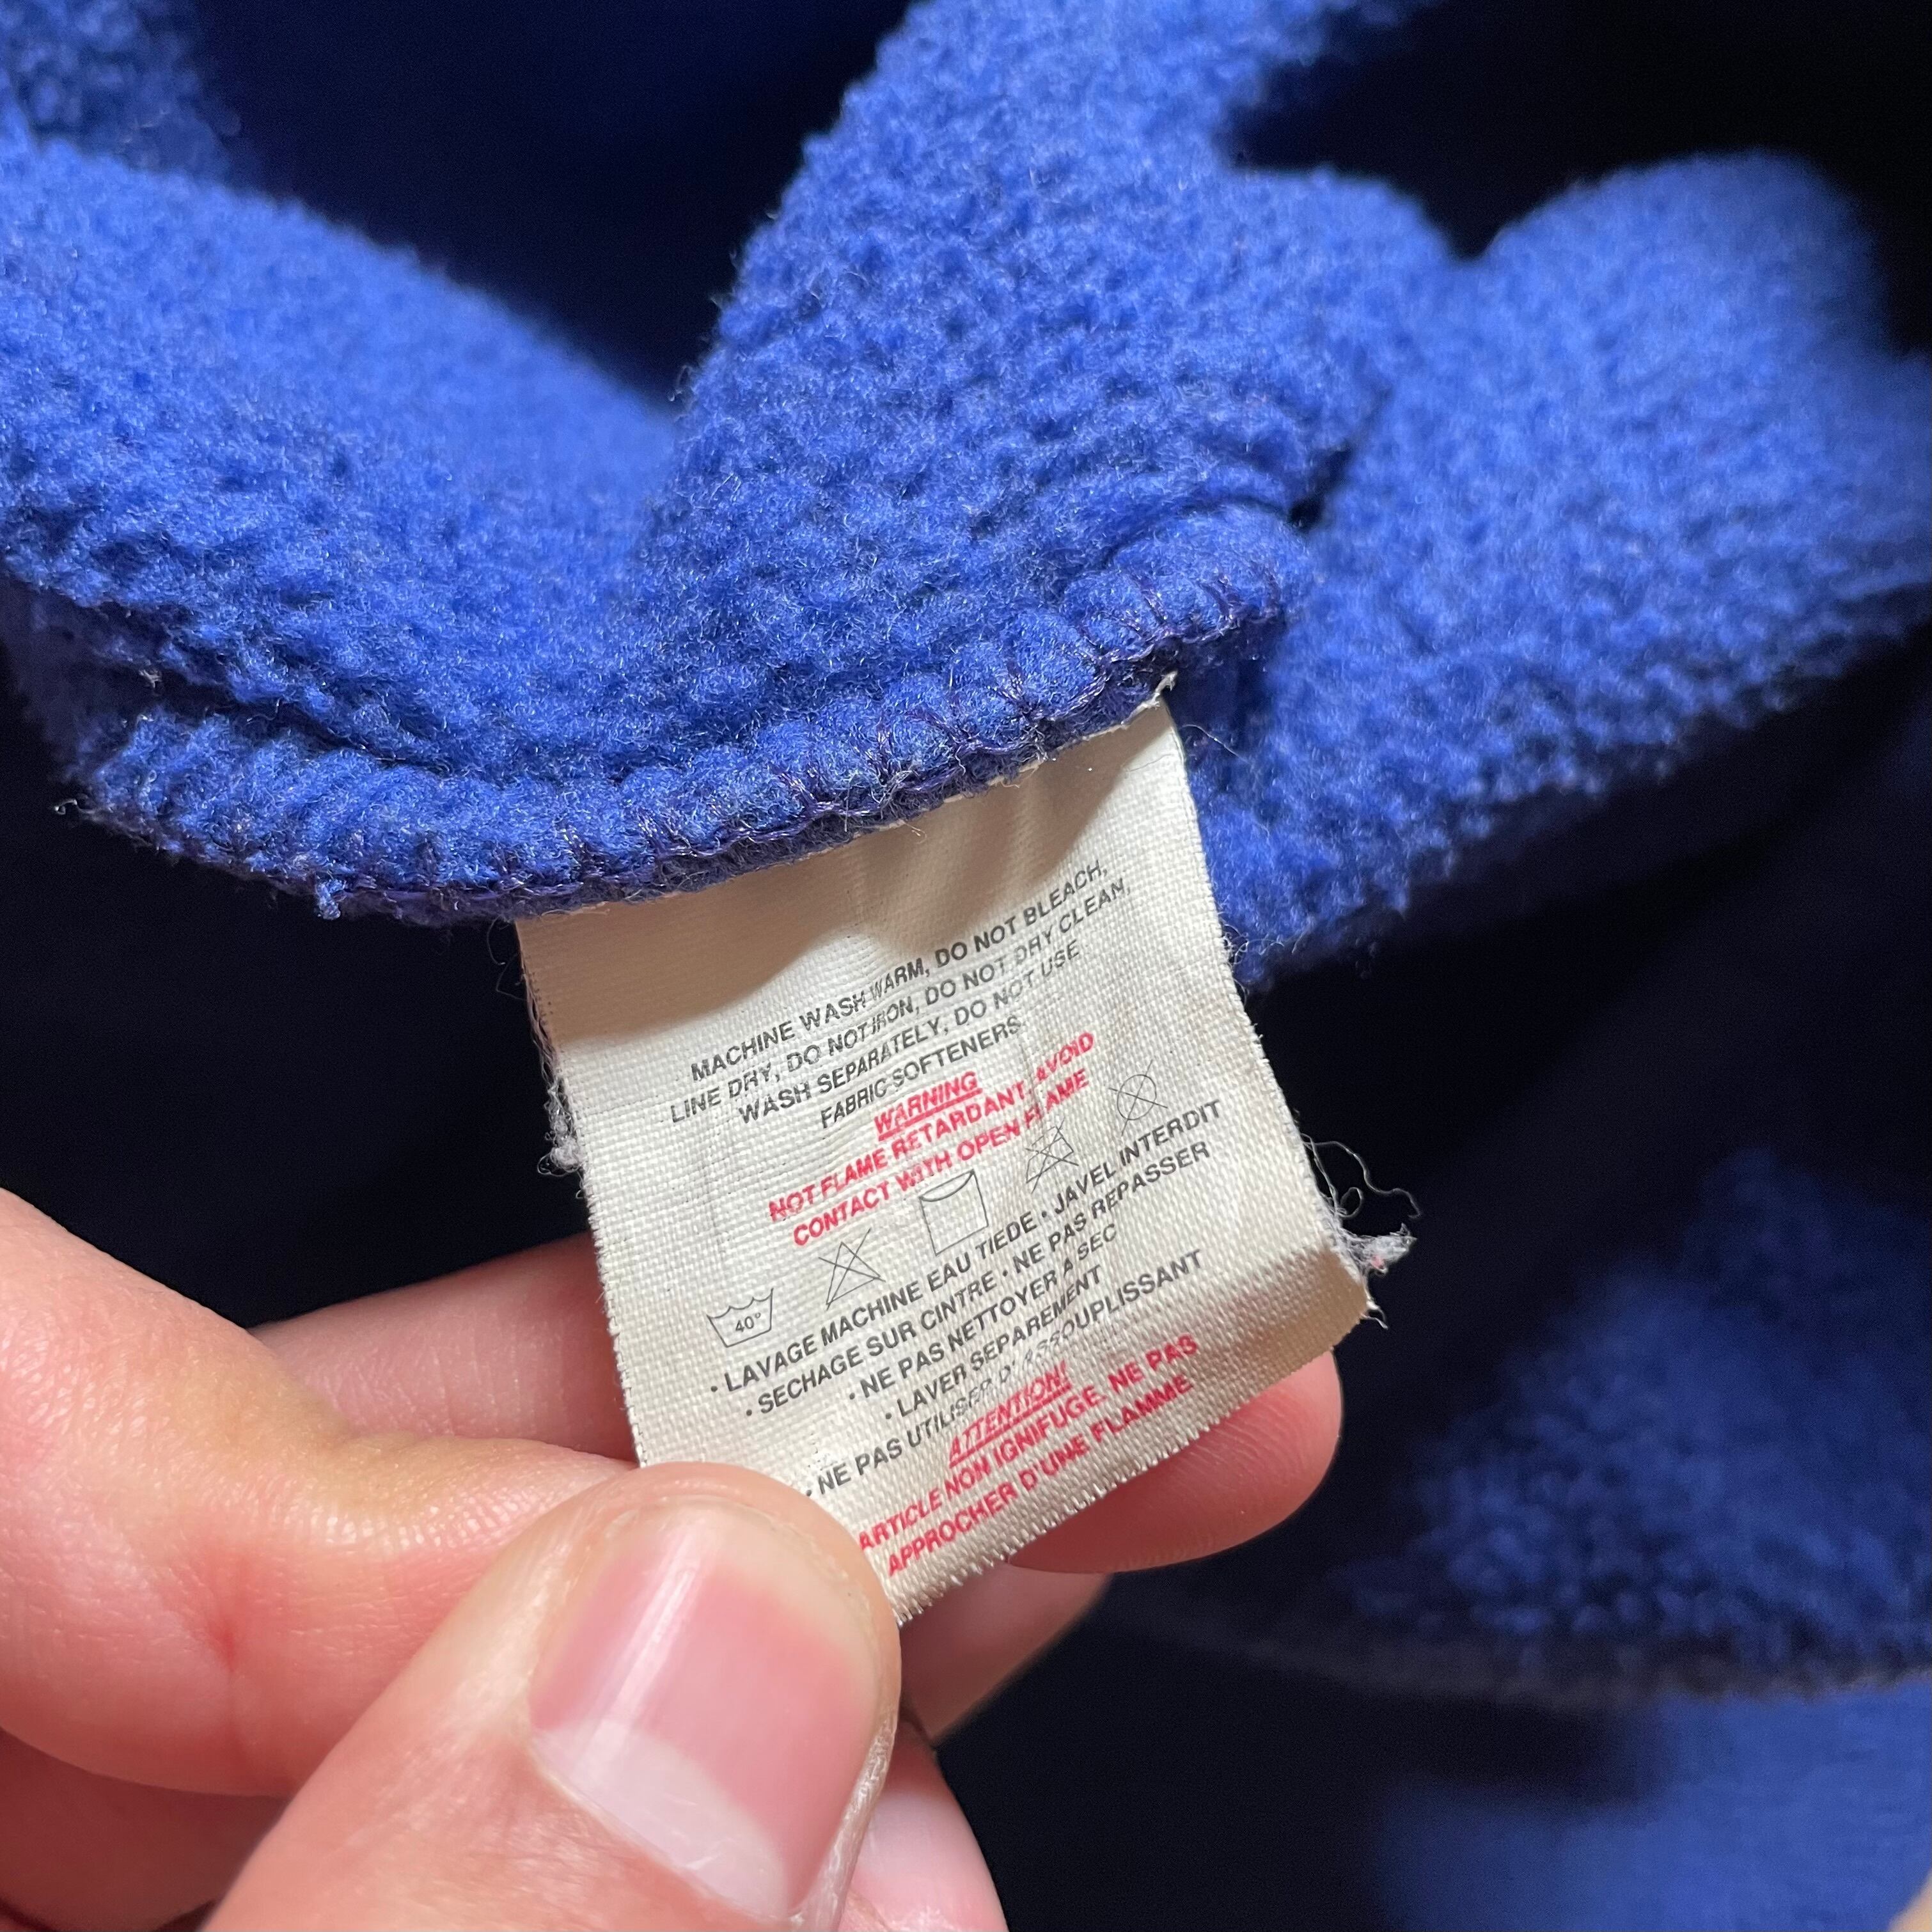 MACHINE WASH WARM, DO NOT BLEACH,
LINE DRY, DO NOT IRON, DO NOT DRY CLEAN,
WASH SEPARATELY, DO NOT USE
FABRIC SOFTENERS
WARNING
NOT FLAME RETARDANT, AVOID
CONTACT WITH OPEN FLAME
40°
• LAVAGE MACHINE EAU TIEDE • JAVEL INTERDIT
• SECHAGE SUR CINTRE • NE PAS REPASSER
• NE PAS NETTOYER A SEC
• LAVER SEPAREMENT
• NE PAS UTILISER D'ASSOUPLISSANT
ATTENTION!
ARTICLE NON IGNIFUGE, NE PAS
APPROCHER D'UNE FLAMME